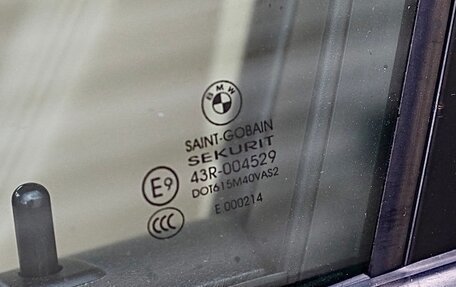 BMW
SAINT-GOBAIN
SEKURIT
43R-004529
DOT615M40VAS2
E9
CCC
E 000214